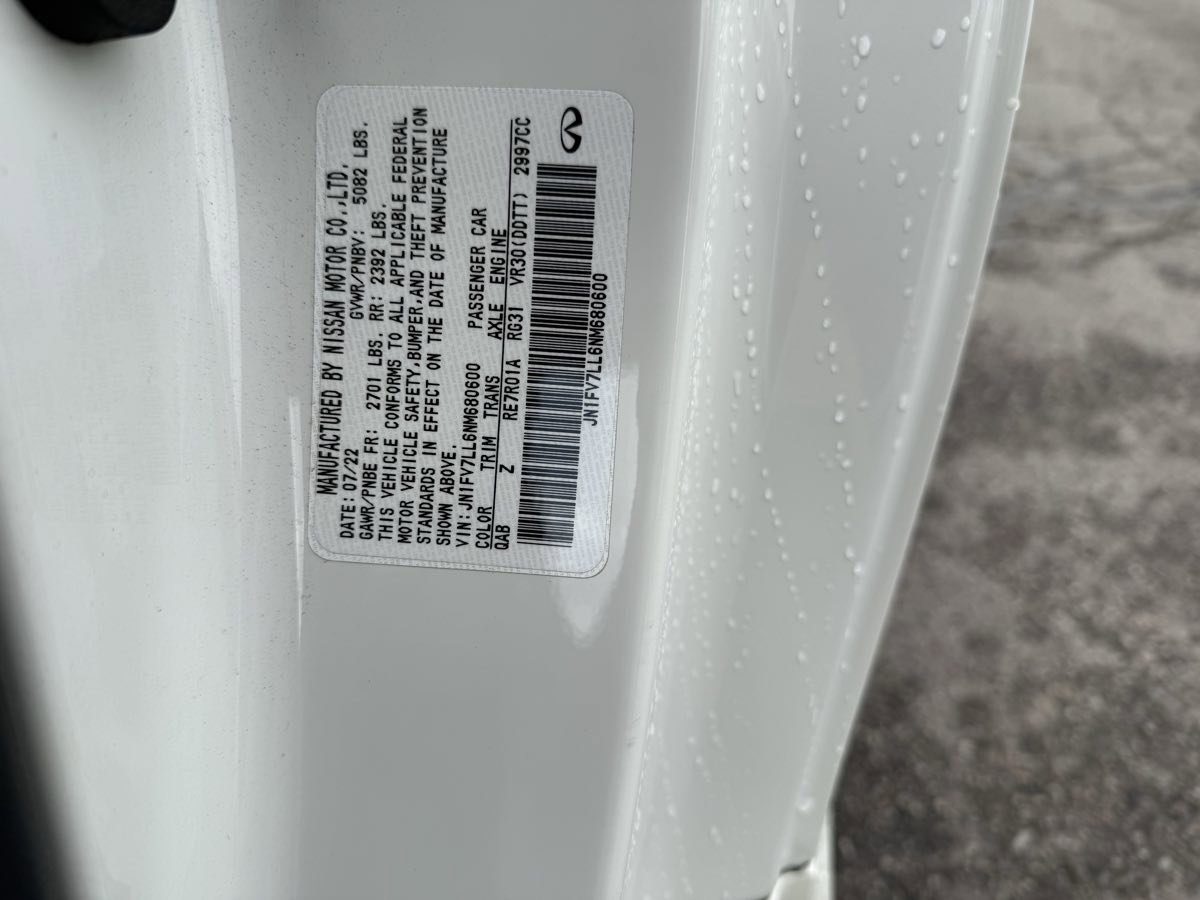 MANUFACTURED BY NISSAN MOTOR CO.,LTD.
DATE: 07/22 GVWR/PNBV: 5082 LBS.
GAWR/PNBE FR: 2701 LBS. RR: 2392 LBS.
THIS VEHICLE CONFORMS TO ALL APPLICABLE FEDERAL
MOTOR VEHICLE SAFETY,BUMPER,AND THEFT PREVENTION
STANDARDS IN EFFECT ON THE DATE OF MANUFACTURE
SHOWN ABOVE.
VIN: JN1FV7LL6NM680600 PASSENGER CAR
COLOR TRIM TRANS AXLE ENGINE
QAB Z RE7R01A RG31 VR30(DDTT) 2997CC
JN1FV7LL6NM680600